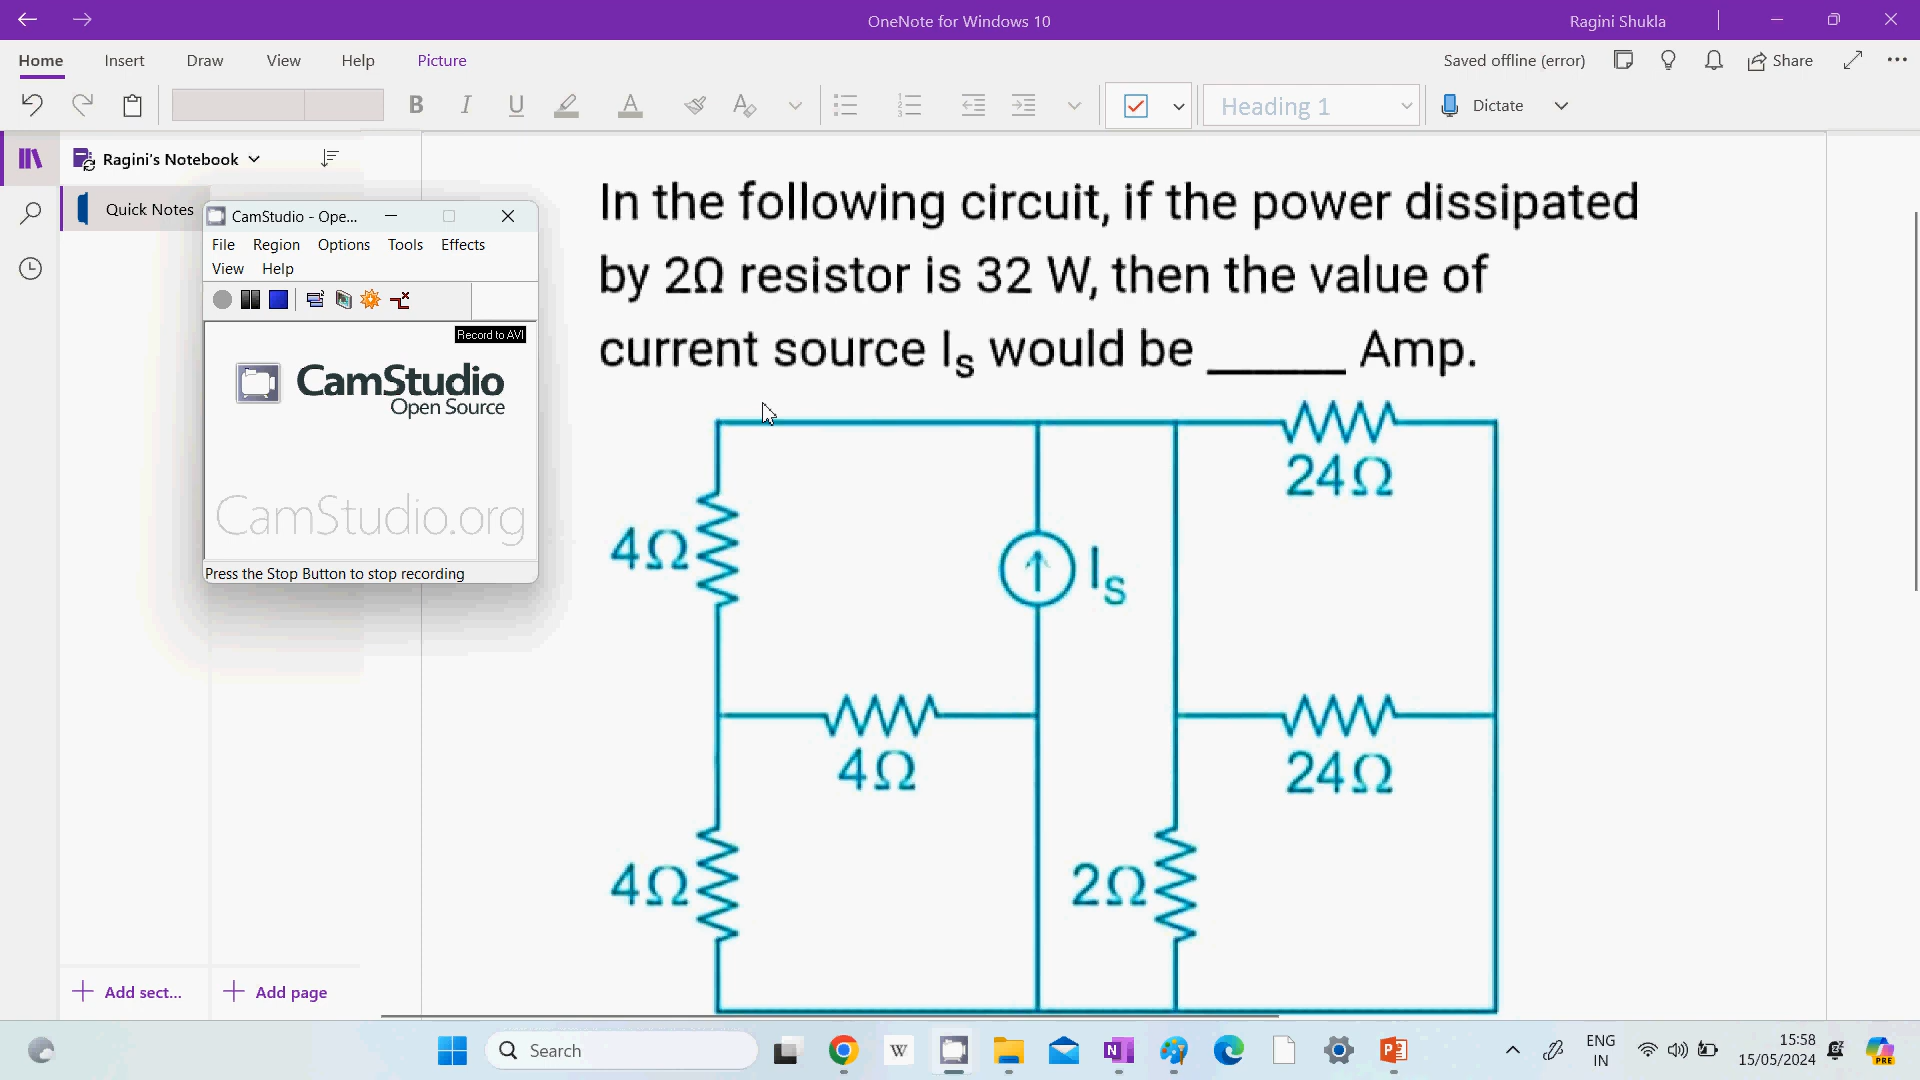 OneNote for Windows 10
Ragini Shukla
Home
Insert
Draw
View
Help
Picture
Saved offline (error)
Share
B
I
U
A
A
Heading 1
Dictate
Ragini's Notebook
Quick Notes
CamStudio - Ope...
File
Region
Options
Tools
Effects
View
Help
Record to AVI
CamStudio
Open Source
CamStudio.org
Press the Stop Button to stop recording
In the following circuit, if the power dissipated
by 2Ω resistor is 32 W, then the value of
current source Is would be ______ Amp.
24Ω
4Ω
Is
4Ω
24Ω
4Ω
2Ω
Add sect...
Add page
Search
W
N
P
ENG
IN
15:58
15/05/2024
PRE